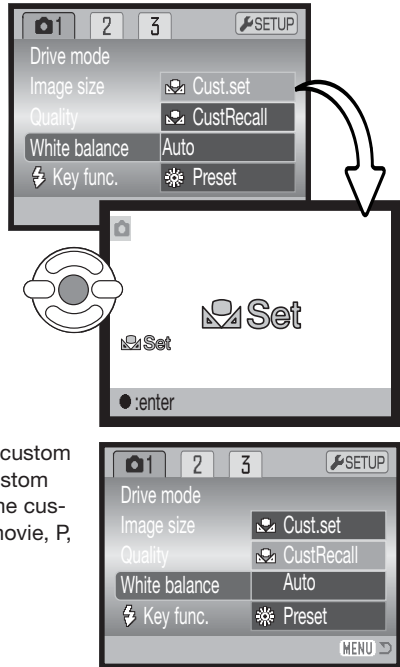 1 2 3 SETUP
Drive mode
Image size Cust.set
Quality CustRecall
White balance Auto
Key func. Preset
Set
Set
:enter
custom
stom
ne cus-
novie, P,
1 2 3 SETUP
Drive mode
Image size Cust.set
Quality CustRecall
White balance Auto
Key func. Preset
MENU